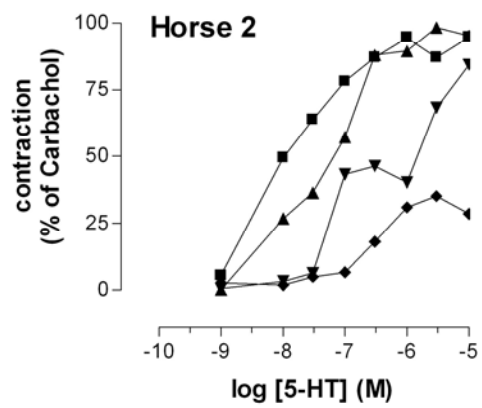 Horse 2
contraction
(% of Carbachol)
100
75
50
25
0
-10 -9 -8 -7 -6 -5
log [5-HT] (M)